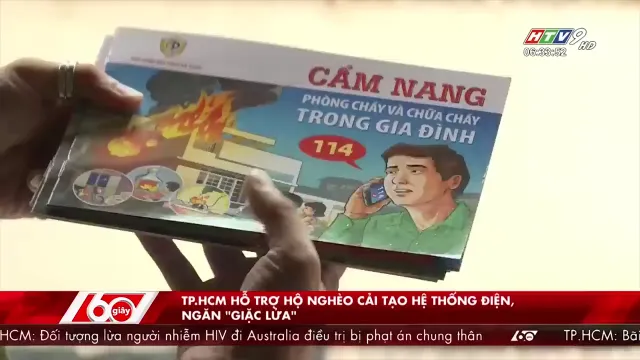 HTV9 HD
05:33:52
CẨM NANG
PHÒNG CHÁY VÀ CHỮA CHÁY
TRONG GIA ĐÌNH
114
60 giây
TP.HCM HỖ TRỢ HỘ NGHÈO CẢI TẠO HỆ THỐNG ĐIỆN,
NGĂN "GIẶC LỬA"
HCM: Đối tượng lừa người nhiễm HIV đi Australia điều trị bị phạt án chung thân
TP.HCM: Bãi